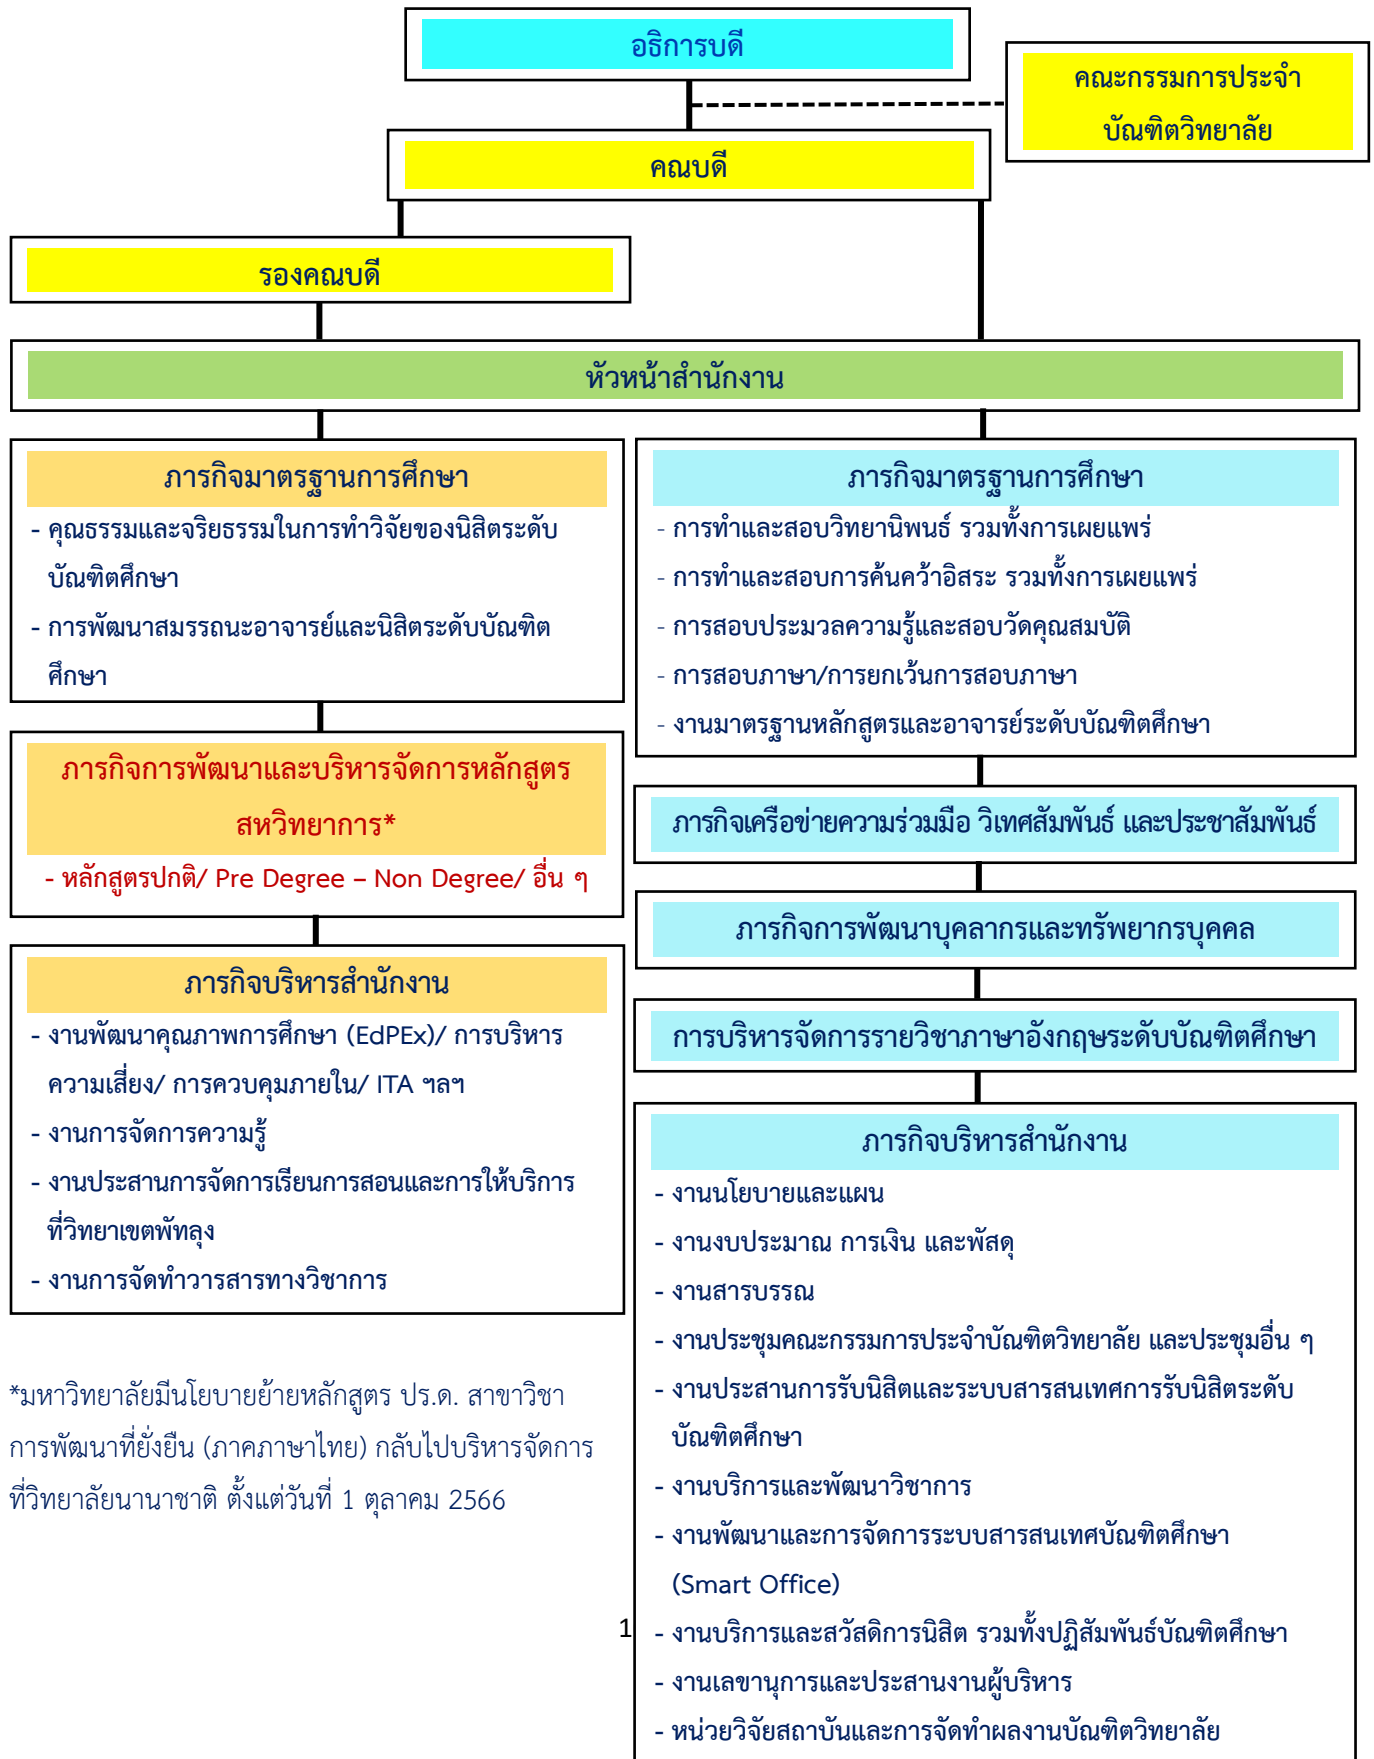 อธิการบดี
คณะกรรมการประจำ
บัณฑิตวิทยาลัย
คณบดี
รองคณบดี
หัวหน้าสำนักงาน
ภารกิจมาตรฐานการศึกษา
- คุณธรรมและจริยธรรมในการทำวิจัยของนิสิตระดับ
บัณฑิตศึกษา
- การพัฒนาสมรรถนะอาจารย์และนิสิตระดับบัณฑิต
ศึกษา
ภารกิจการพัฒนาและบริหารจัดการหลักสูตร
สหวิทยาการ*
- หลักสูตรปกติ/ Pre Degree – Non Degree/ อื่น ๆ
ภารกิจบริหารสำนักงาน
- งานพัฒนาคุณภาพการศึกษา (EdPEx)/ การบริหาร
ความเสี่ยง/ การควบคุมภายใน/ ITA ฯลฯ
- งานการจัดการความรู้
- งานประสานการจัดการเรียนการสอนและการให้บริการ
ที่วิทยาเขตพัทลุง
- งานการจัดทำวารสารทางวิชาการ
*มหาวิทยาลัยมีนโยบายย้ายหลักสูตร ปร.ด. สาขาวิชา
การพัฒนาที่ยั่งยืน (ภาคภาษาไทย) กลับไปบริหารจัดการ
ที่วิทยาลัยนานาชาติ ตั้งแต่วันที่ 1 ตุลาคม 2566
ภารกิจมาตรฐานการศึกษา
- การทำและสอบวิทยานิพนธ์ รวมทั้งการเผยแพร่
- การทำและสอบการค้นคว้าอิสระ รวมทั้งการเผยแพร่
- การสอบประมวลความรู้และสอบวัดคุณสมบัติ
- การสอบภาษา/การยกเว้นการสอบภาษา
- งานมาตรฐานหลักสูตรและอาจารย์ระดับบัณฑิตศึกษา
ภารกิจเครือข่ายความร่วมมือ วิเทศสัมพันธ์ และประชาสัมพันธ์
ภารกิจการพัฒนาบุคลากรและทรัพยากรบุคคล
การบริหารจัดการรายวิชาภาษาอังกฤษระดับบัณฑิตศึกษา
ภารกิจบริหารสำนักงาน
- งานนโยบายและแผน
- งานงบประมาณ การเงิน และพัสดุ
- งานสารบรรณ
- งานประชุมคณะกรรมการประจำบัณฑิตวิทยาลัย และประชุมอื่น ๆ
- งานประสานการรับนิสิตและระบบสารสนเทศการรับนิสิตระดับ
บัณฑิตศึกษา
- งานบริการและพัฒนาวิชาการ
- งานพัฒนาและการจัดการระบบสารสนเทศบัณฑิตศึกษา
(Smart Office)
- งานบริการและสวัสดิการนิสิต รวมทั้งปฏิสัมพันธ์บัณฑิตศึกษา
- งานเลขานุการและประสานงานผู้บริหาร
- หน่วยวิจัยสถาบันและการจัดทำผลงานบัณฑิตวิทยาลัย
1